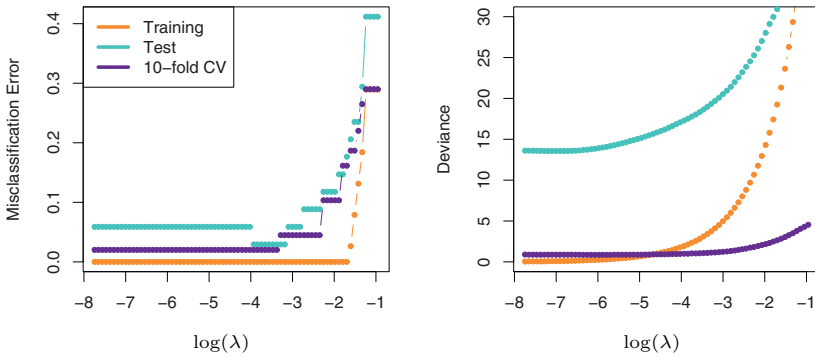 Misclassification Error
0.4
0.3
0.2
0.1
0.0
Training
Test
10−fold CV
−8 −7 −6 −5 −4 −3 −2 −1
log(λ)
Deviance
30
25
20
15
10
5
0
−8 −7 −6 −5 −4 −3 −2 −1
log(λ)